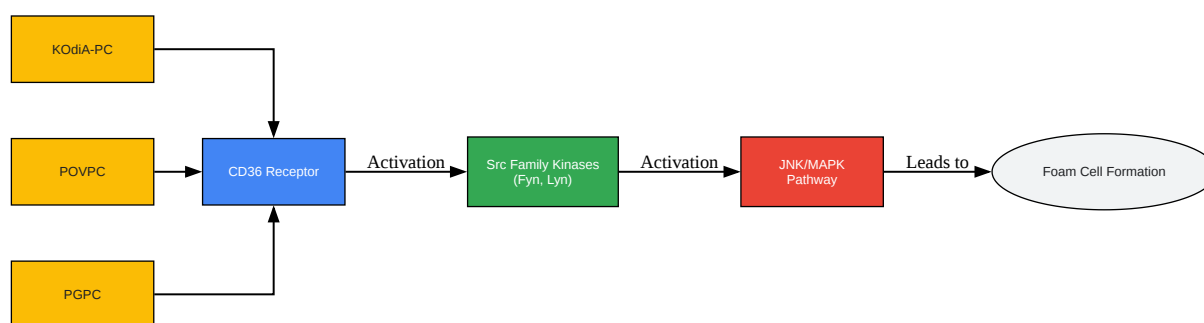 KOdiA-PC
POVPC
PGPC
CD36 Receptor
Activation
Src Family Kinases
(Fyn, Lyn)
Activation
JNK/MAPK
Pathway
Leads to
Foam Cell Formation